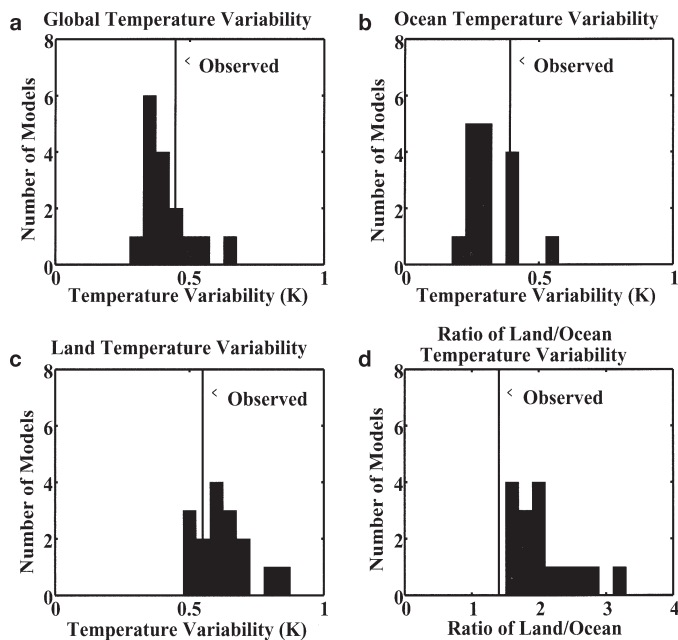 a Global Temperature Variability
Number of Models
8
6
4
2
0
< Observed
0 0.5 1
Temperature Variability (K)
b Ocean Temperature Variability
Number of Models
8
6
4
2
0
< Observed
0 0.5 1
Temperature Variability (K)
c Land Temperature Variability
Number of Models
8
6
4
2
0
< Observed
0 0.5 1
Temperature Variability (K)
d Ratio of Land/Ocean
Temperature Variability
Number of Models
8
6
4
2
0
< Observed
0 1 2 3 4
Ratio of Land/Ocean